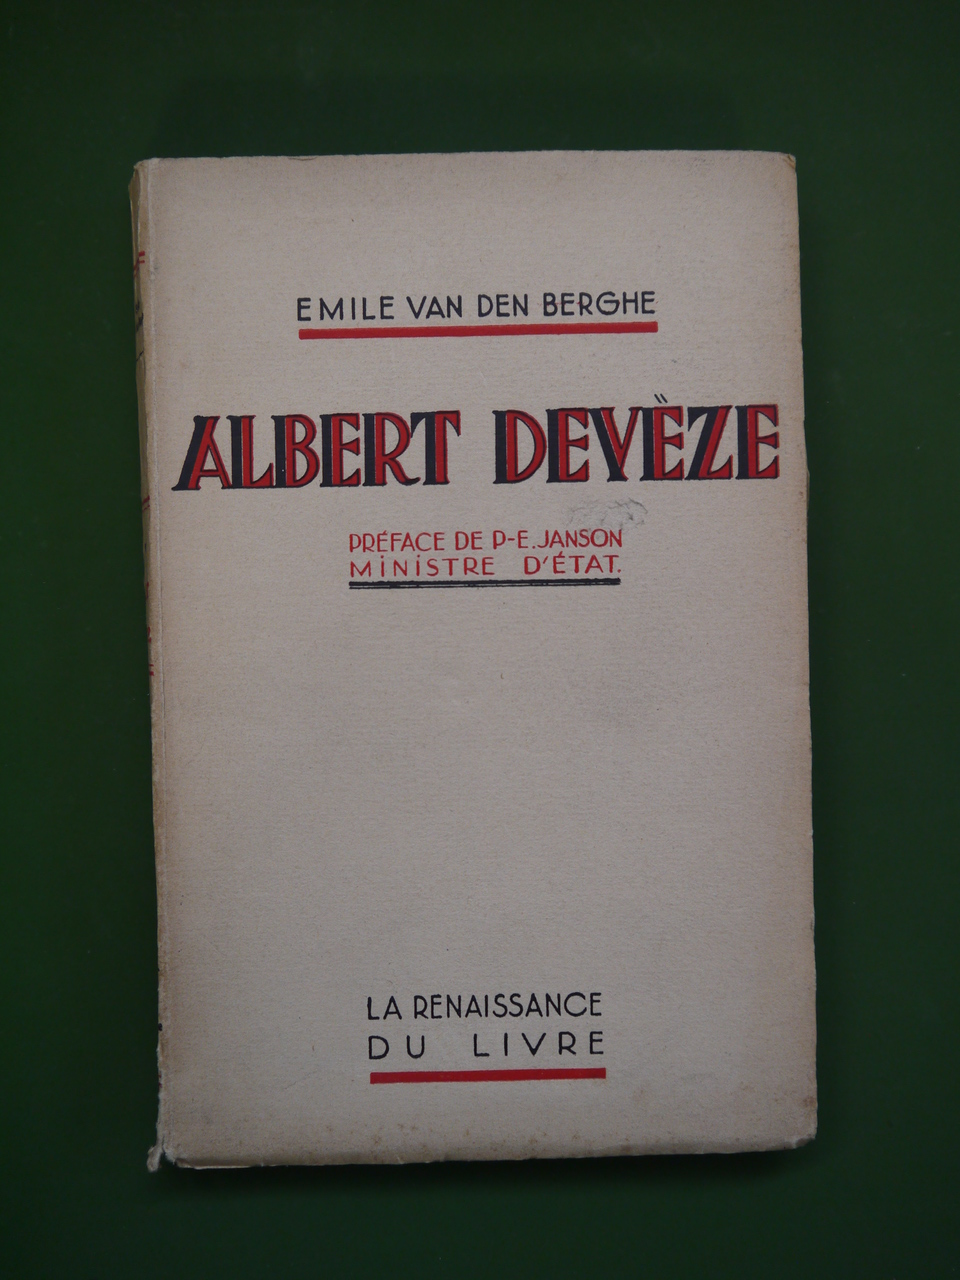 EMILE VAN DEN BERGHE
ALBERT DEVÈZE
PRÉFACE DE P-E. JANSON
MINISTRE D'ÉTAT.
LA RENAISSANCE
DU LIVRE